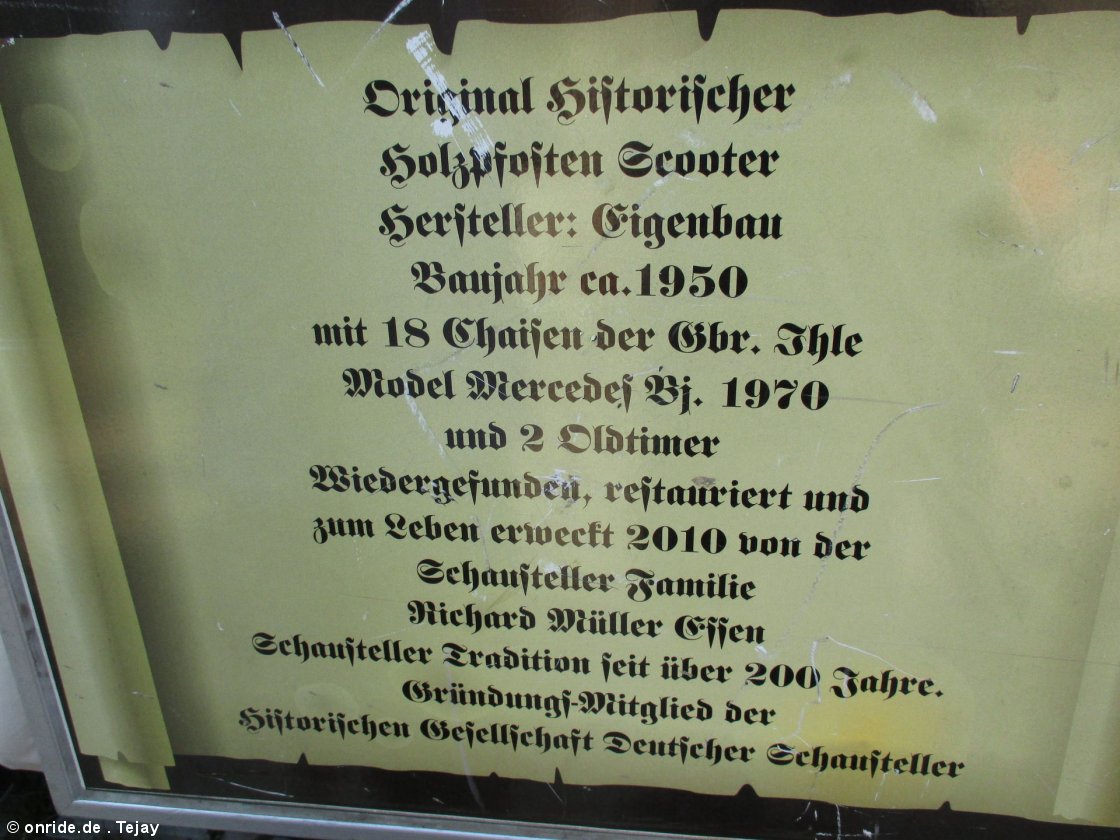 Original Hiſtoriſcher
Holzpfoſten Scooter
Herſteller: Eigenbau
Baujahr ca.1950
mit 18 Chaiſen der Gbr. Ihle
Model Mercedeſ Bj. 1970
und 2 Oldtimer
Wiedergefunden, reſtauriert und
zum Leben erweckt 2010 von der
Schauſteller Familie
Richard Müller Eſſen
Schauſteller Tradition ſeit über 200 Jahre.
Gründungſ-Mitglied der
Hiſtoriſchen Geſellſchaft Deutſcher Schauſteller
© onride.de . Tejay